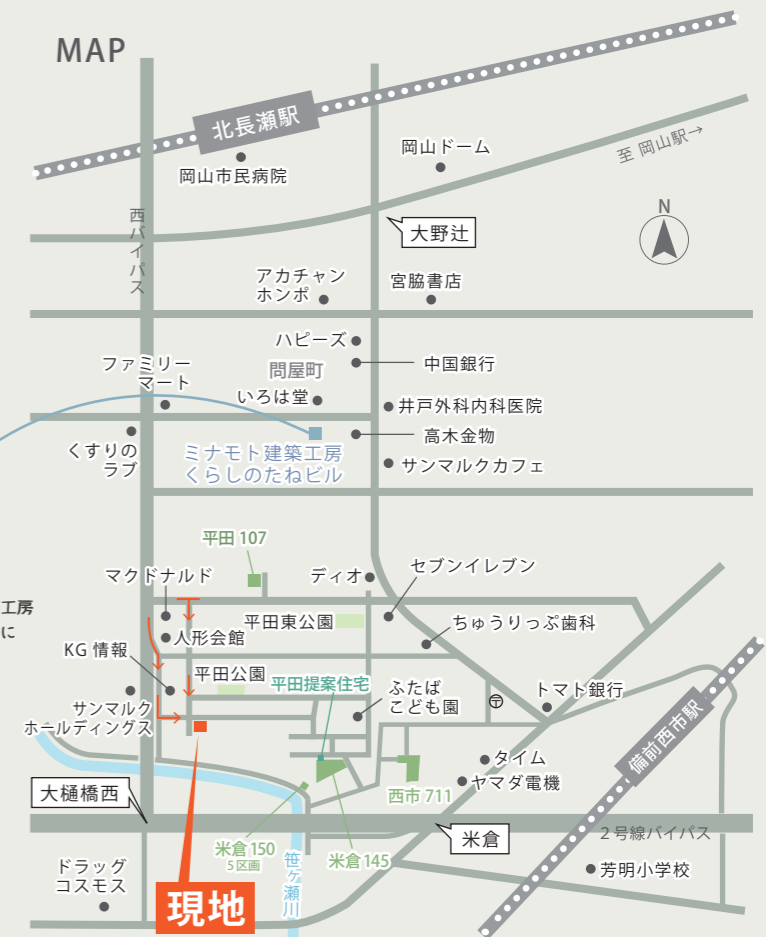 MAP
北長瀬駅
岡山市民病院
岡山ドーム
至 岡山駅→
西バイパス
大野辻
N
アカチャン
ホンポ
宮脇書店
ハピーズ
中国銀行
問屋町
ファミリー
マート
いろは堂
井戸外科内科医院
高木金物
くすりの
ラブ
ミナモト建築工房
くらしのたねビル
サンマルクカフェ
平田 107
マクドナルド
ディオ
セブンイレブン
工房
に
人形会館
平田東公園
ちゅうりっぷ歯科
KG 情報
平田公園
平田提案住宅
ふたば
こども園
〒
トマト銀行
サンマルク
ホールディングス
備前西市駅
タイム
ヤマダ電機
西市 711
大樋橋西
米倉
2号線バイパス
米倉 150
5区画
米倉 145
笹ヶ瀬川
芳明小学校
ドラッグ
コスモス
現地